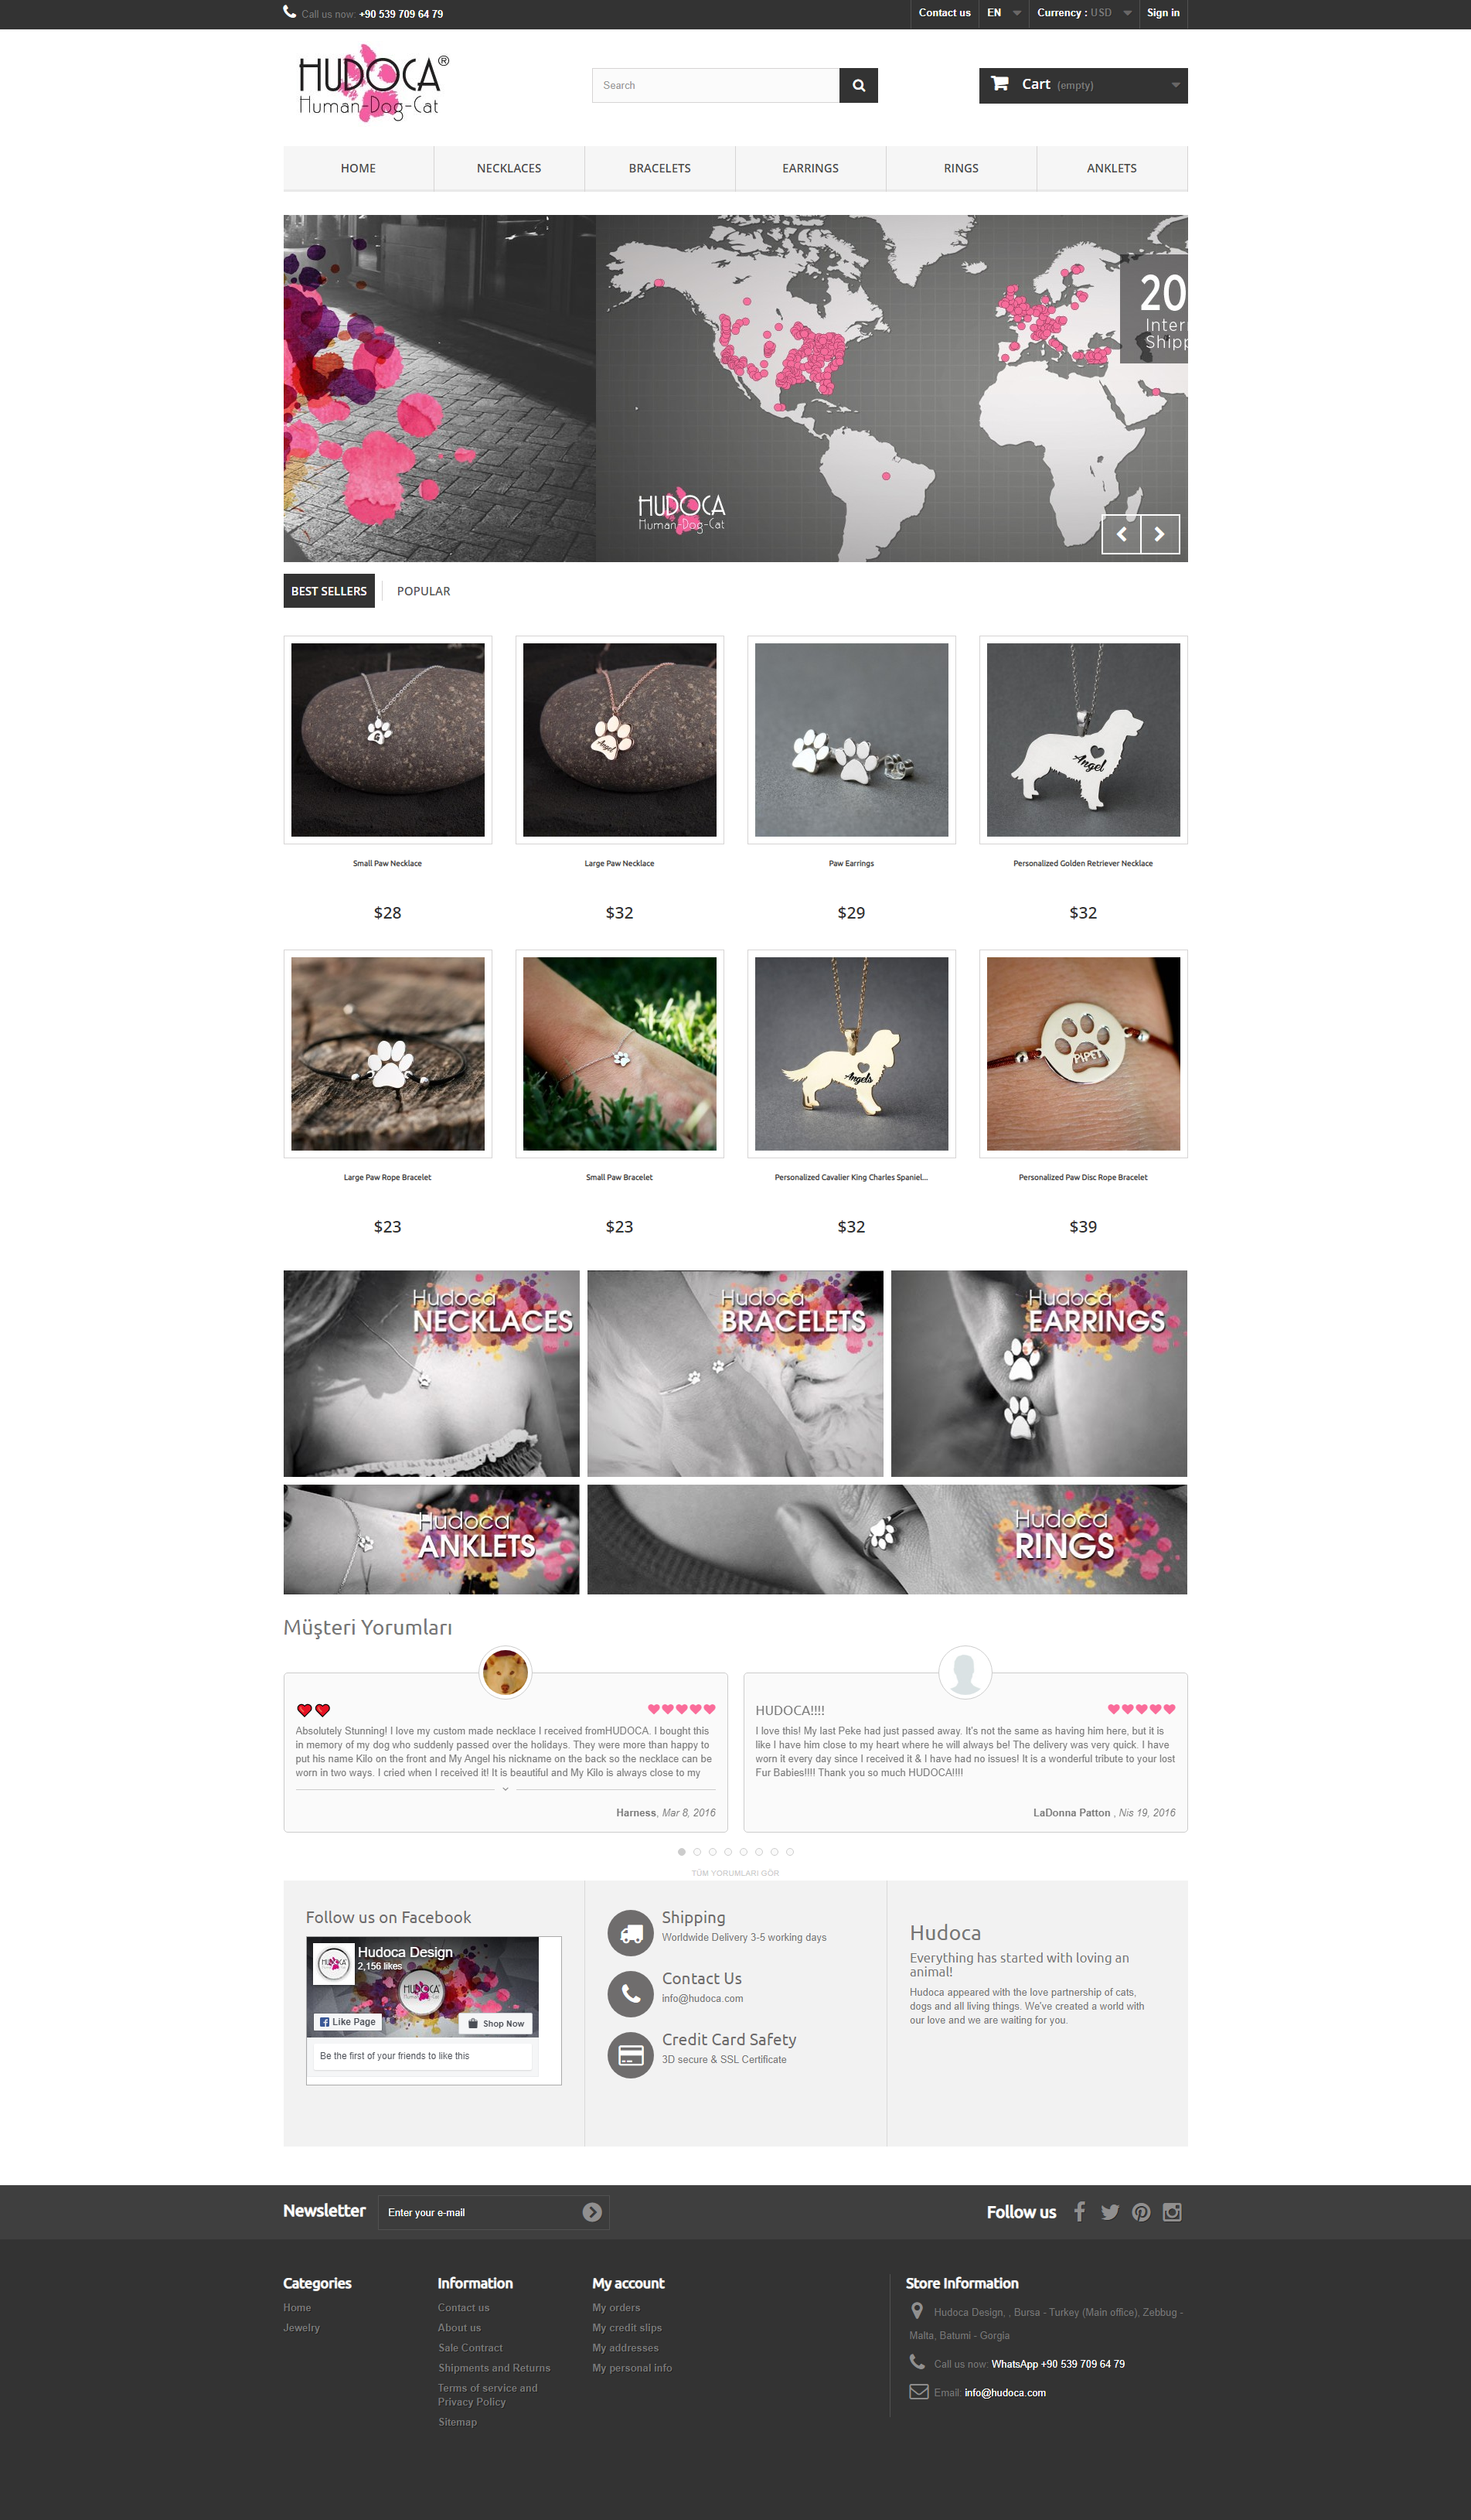 Call us now: +90 539 709 64 79
Contact us
EN
Currency : USD
Sign in
HUDOCA®
Human-Dog-Cat
Search
Cart (empty)
HOME
NECKLACES
BRACELETS
EARRINGS
RINGS
ANKLETS
20
Inter
Shipp
HUDOCA
Human-Dog-Cat
BEST SELLERS
POPULAR
G
Angel
Angel
Small Paw Necklace
Large Paw Necklace
Paw Earrings
Personalized Golden Retriever Necklace
$28
$32
$29
$32
Angels
PIPET
Large Paw Rope Bracelet
Small Paw Bracelet
Personalized Cavalier King Charles Spaniel...
Personalized Paw Disc Rope Bracelet
$23
$23
$32
$39
Hudoca
NECKLACES
Hudoca
BRACELETS
Hudoca
EARRINGS
Hudoca
ANKLETS
Hudoca
RINGS
Müşteri Yorumları
Absolutely Stunning! I love my custom made necklace I received fromHUDOCA. I bought this
in memory of my dog who suddenly passed over the holidays. They were more than happy to
put his name Kilo on the front and My Angel his nickname on the back so the necklace can be
worn in two ways. I cried when I received it! It is beautiful and My Kilo is always close to my
Harness, Mar 8, 2016
HUDOCA!!!!
I love this! My last Peke had just passed away. It's not the same as having him here, but it is
like I have him close to my heart where he will always be! The delivery was very quick. I have
worn it every day since I received it & I have had no issues! It is a wonderful tribute to your lost
Fur Babies!!!! Thank you so much HUDOCA!!!!
LaDonna Patton , Nis 19, 2016
TÜM YORUMLARI GÖR
Follow us on Facebook
HUDOCA
Hudoca Design
2,156 likes
HUDOCA
Human-Dog-Cat
Like Page
Shop Now
Be the first of your friends to like this
Shipping
Worldwide Delivery 3-5 working days
Contact Us
info@hudoca.com
Credit Card Safety
3D secure & SSL Certificate
Hudoca
Everything has started with loving an
animal!
Hudoca appeared with the love partnership of cats,
dogs and all living things. We've created a world with
our love and we are waiting for you.
Newsletter
Enter your e-mail
Follow us
Categories
Home
Jewelry
Information
Contact us
About us
Sale Contract
Shipments and Returns
Terms of service and
Privacy Policy
Sitemap
My account
My orders
My credit slips
My addresses
My personal info
Store Information
Hudoca Design, , Bursa - Turkey (Main office), Zebbug -
Malta, Batumi - Gorgia
Call us now: WhatsApp +90 539 709 64 79
Email: info@hudoca.com